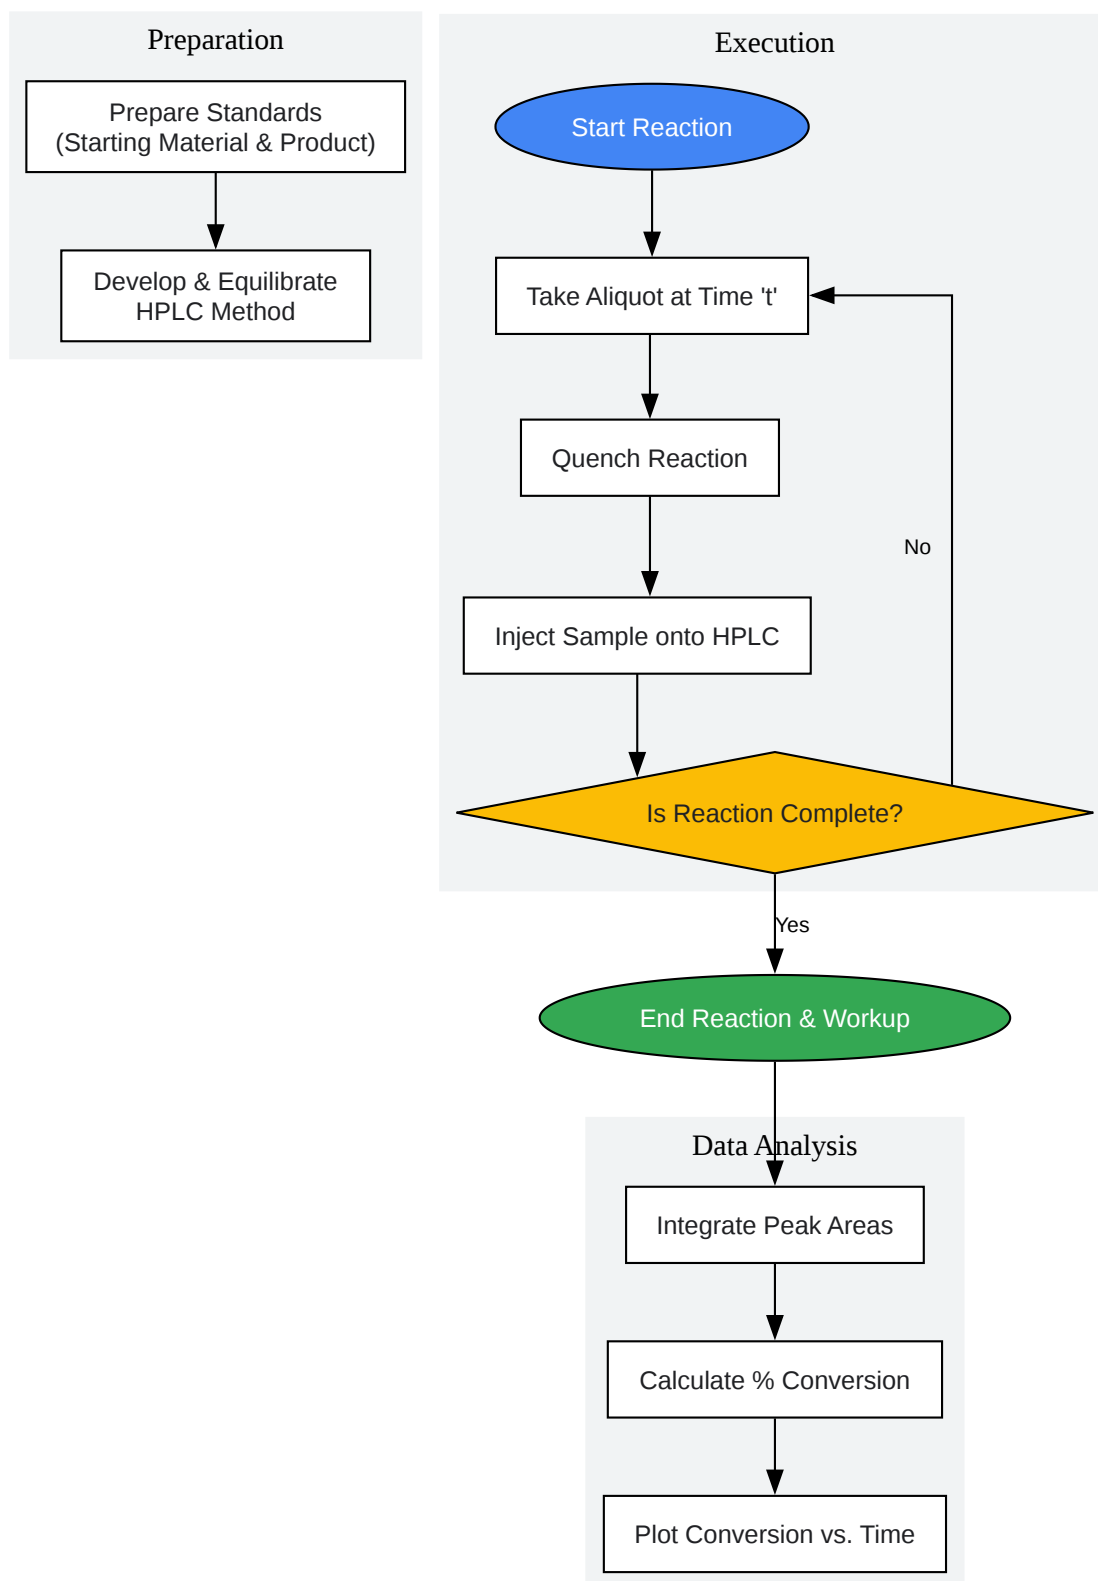 Preparation
Prepare Standards
(Starting Material & Product)
Develop & Equilibrate
HPLC Method
Execution
Start Reaction
Take Aliquot at Time 't'
Quench Reaction
No
Inject Sample onto HPLC
Is Reaction Complete?
Yes
End Reaction & Workup
Data Analysis
Integrate Peak Areas
Calculate % Conversion
Plot Conversion vs. Time